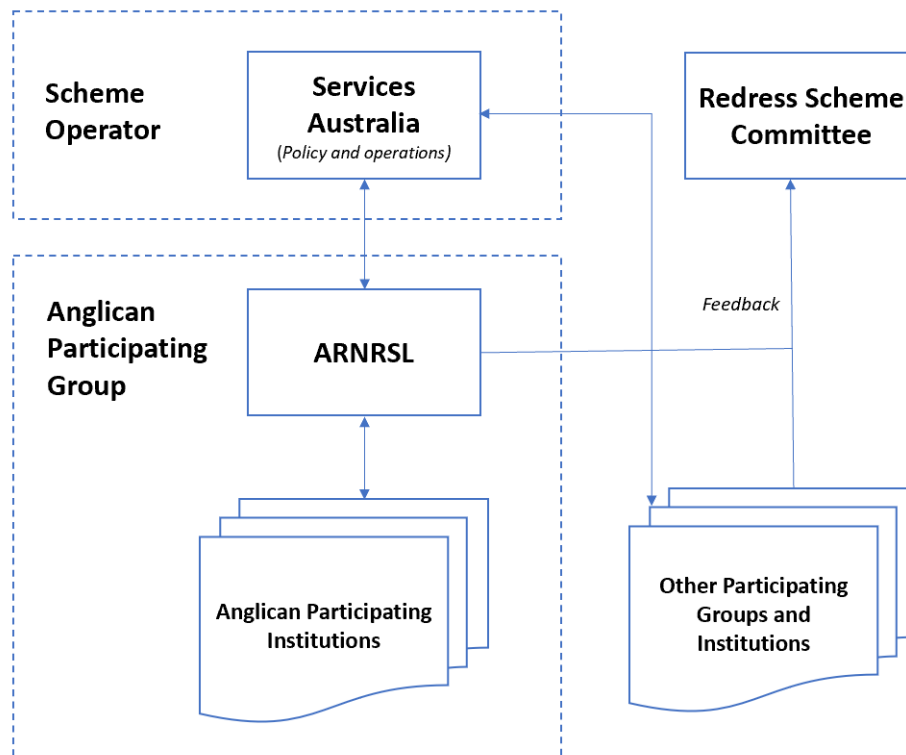 Scheme
Operator
Services
Australia
(Policy and operations)
Redress Scheme
Committee
Anglican
Participating
Group
ARNRSL
Feedback
Anglican Participating
Institutions
Other Participating
Groups and
Institutions